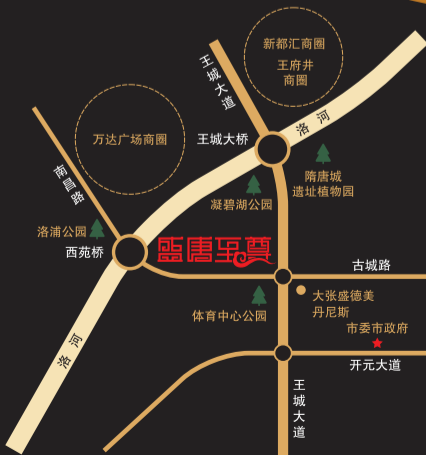 新都汇商圈
王府井
商圈
王城大道
万达广场商圈
王城大桥
洛河
南昌路
隋唐城
遗址植物园
凝碧湖公园
洛浦公园
西苑桥
盛唐至尊
古城路
大张盛德美
丹尼斯
体育中心公园
市委市政府
洛河
开元大道
王城大道